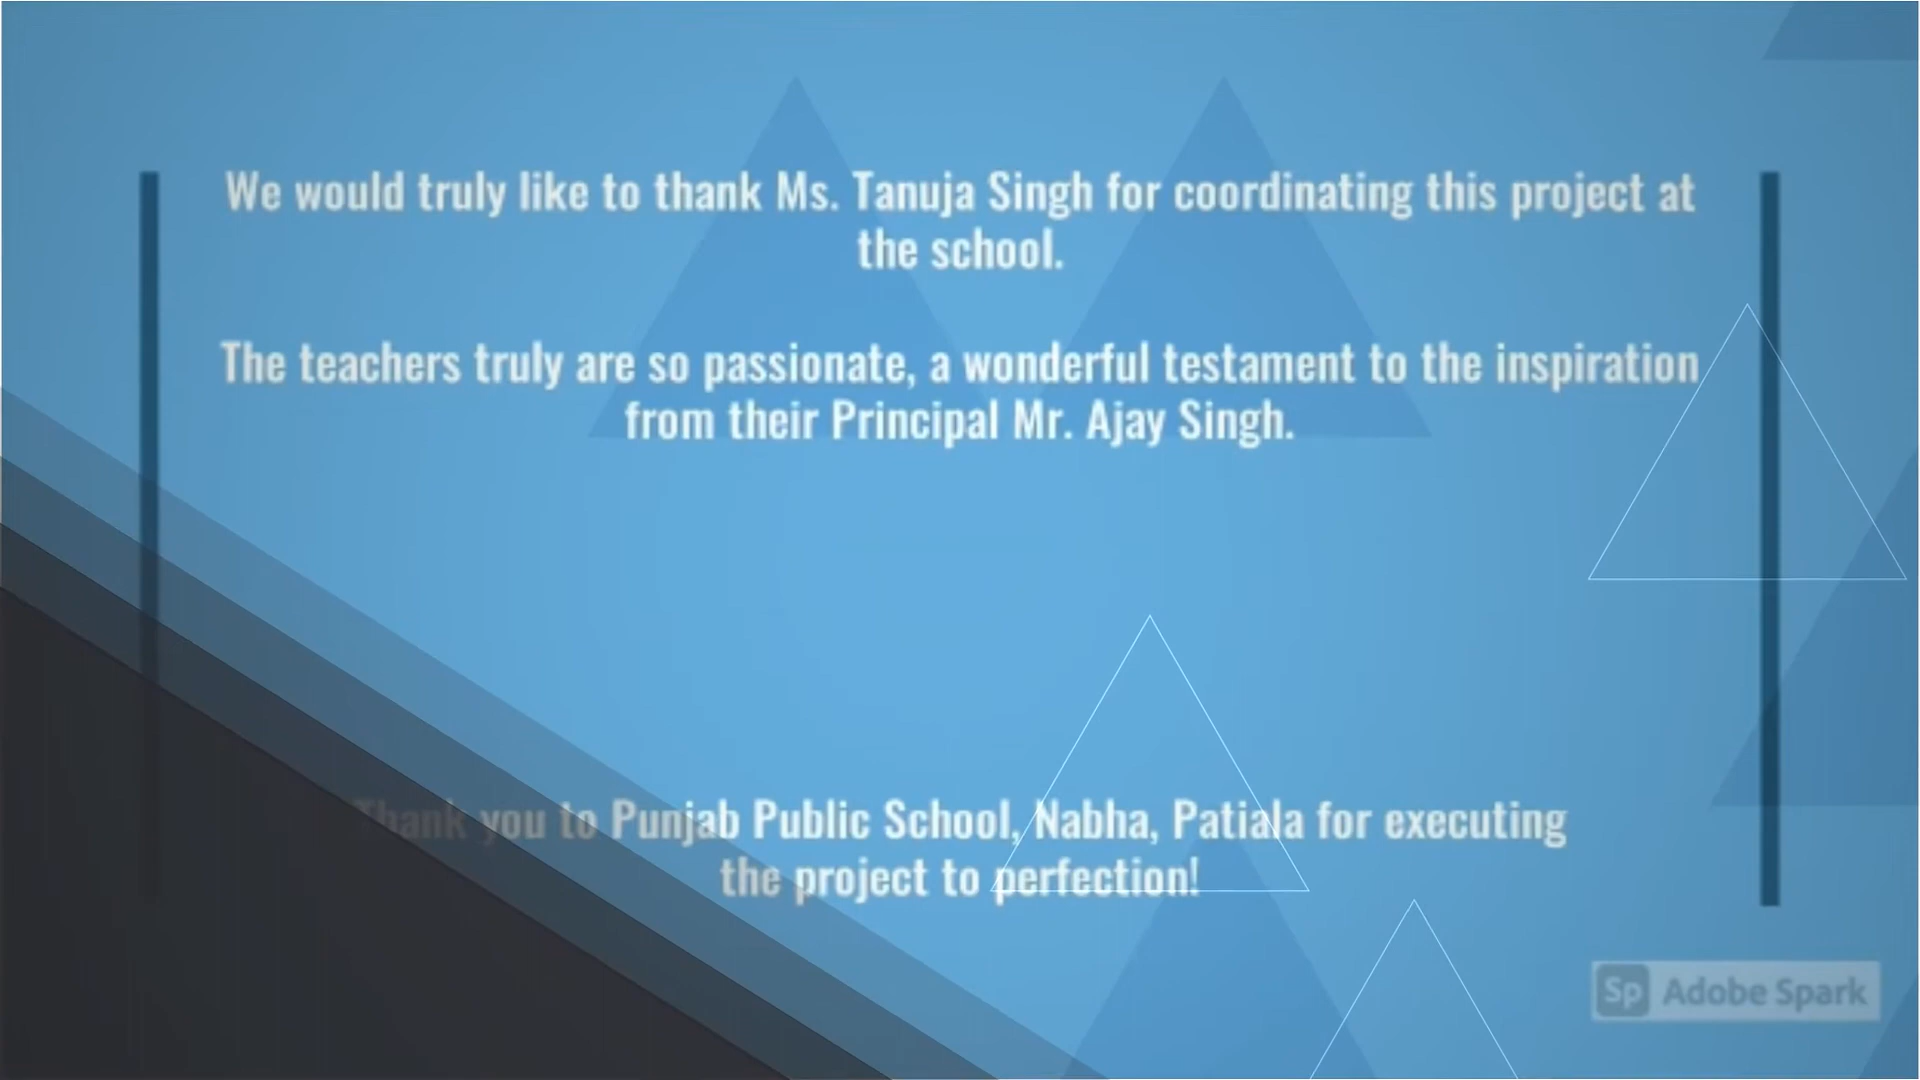 We would truly like to thank Ms. Tanuja Singh for coordinating this project at
the school.
The teachers truly are so passionate, a wonderful testament to the inspiration
from their Principal Mr. Ajay Singh.
Thank you to Punjab Public School, Nabha, Patiala for executing
the project to perfection!
Sp Adobe Spark